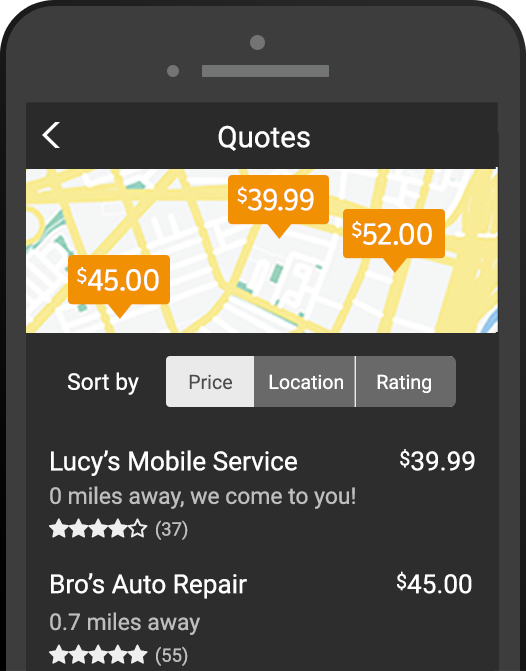 Quotes
$39.99
$52.00
$45.00
Sort by Price Location Rating
Lucy's Mobile Service $39.99
0 miles away, we come to you!
(37)
Bro's Auto Repair $45.00
0.7 miles away
(55)